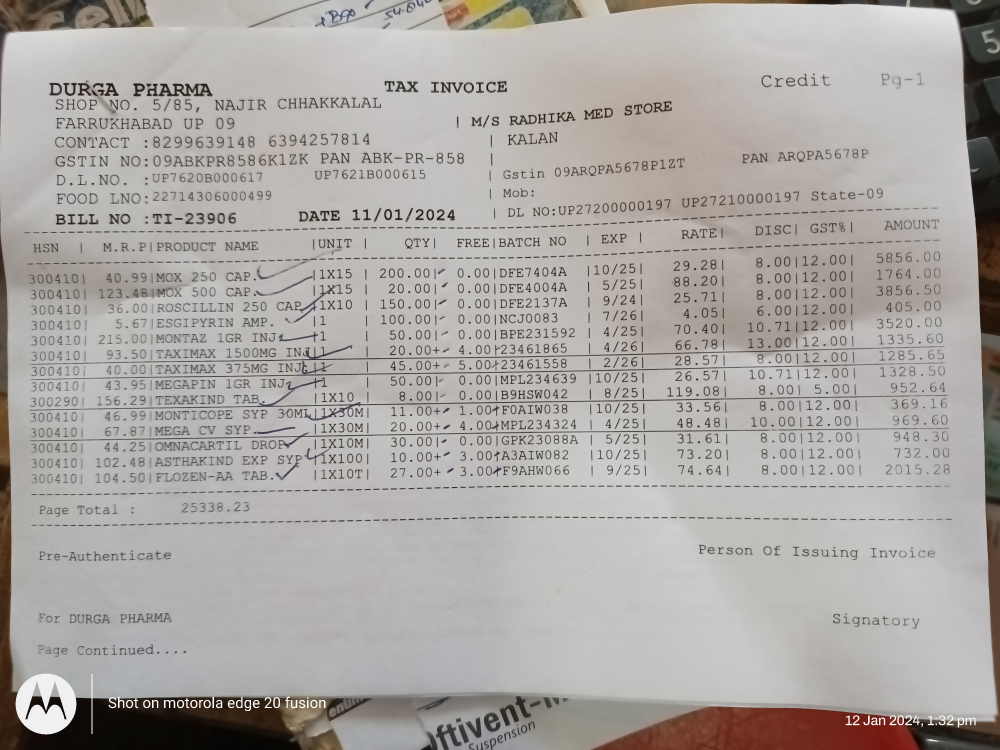 + BRO
DURGA PHARMA TAX INVOICE Credit Pg-1
SHOP NO. 5/85, NAJIR CHHAKKALAL
FARRUKHABAD UP 09 | M/S RADHIKA MED STORE
CONTACT :8299639148 6394257814 | KALAN
GSTIN NO:09ABKPR8586K1ZK PAN ABK-PR-858 |
D.L.NO. :UP7620B000617 UP7621B000615 | Gstin 09ARQPA5678P1ZT PAN ARQPA5678P
FOOD LNO:22714306000499 | Mob:
BILL NO :TI-23906 DATE 11/01/2024 | DL NO:UP27200000197 UP27210000197 State-09
HSN | M.R.P|PRODUCT NAME |UNIT | QTY| FREE|BATCH NO | EXP | RATE| DISC| GST%| AMOUNT
300410| 40.99|MOX 250 CAP. |1X15 | 200.00| 0.00|DFE7404A |10/25| 29.28| 8.00|12.00| 5856.00
300410| 123.48|MOX 500 CAP. |1X15 | 20.00| 0.00|DFE4004A | 5/25| 88.20| 8.00|12.00| 1764.00
300410| 36.00|ROSCILLIN 250 CAP |1X10 | 150.00| 0.00|DFE2137A | 9/24| 25.71| 8.00|12.00| 3856.50
300410| 5.67|ESGIPYRIN AMP. |1 | 100.00| 0.00|NCJ0083 | 7/26| 4.05| 6.00|12.00| 405.00
300410| 215.00|MONTAZ 1GR INJ |1 | 50.00| 0.00|BPE231592 | 4/25| 70.40| 10.71|12.00| 3520.00
300410| 93.50|TAXIMAX 1500MG INJ |1 | 20.00+ 4.00|23461865 | 4/26| 66.78| 13.00|12.00| 1335.60
300410| 40.00|TAXIMAX 375MG INJ |1 | 45.00+ 5.00|23461558 | 2/26| 28.57| 8.00|12.00| 1285.65
300410| 43.95|MEGAPIN 1GR INJ |1 | 50.00| 0.00|MPL234639 |10/25| 26.57| 10.71|12.00| 1328.50
300290| 156.29|TEXAKIND TAB. |1X10 | 8.00| 0.00|B9HSW042 | 8/25| 119.08| 8.00| 5.00| 952.64
300410| 46.99|MONTICOPE SYP 30ML|1X30M| 11.00+ 1.00|F0AIW038 |10/25| 33.56| 8.00|12.00| 369.16
300410| 67.87|MEGA CV SYP. |1X30M| 20.00+ 4.00|MPL234324 | 4/25| 48.48| 10.00|12.00| 969.60
300410| 44.25|OMNACARTIL DROP |1X10M| 30.00| 0.00|GPK23088A | 5/25| 31.61| 8.00|12.00| 948.30
300410| 102.48|ASTHAKIND EXP SYP |1X100| 10.00+ 3.00|A3AIW082 |10/24| 73.20| 8.00|12.00| 732.00
300410| 104.50|FLOZEN-AA TAB. |1X10T| 27.00+ 3.00|F9AHW066 | 9/25| 74.64| 8.00|12.00| 2015.28
Page Total : 25338.23
Pre-Authenticate Person Of Issuing Invoice
For DURGA PHARMA Signatory
Page Continued....
Shot on motorola edge 20 fusion
Suspension
12 Jan 2024, 1:32 pm